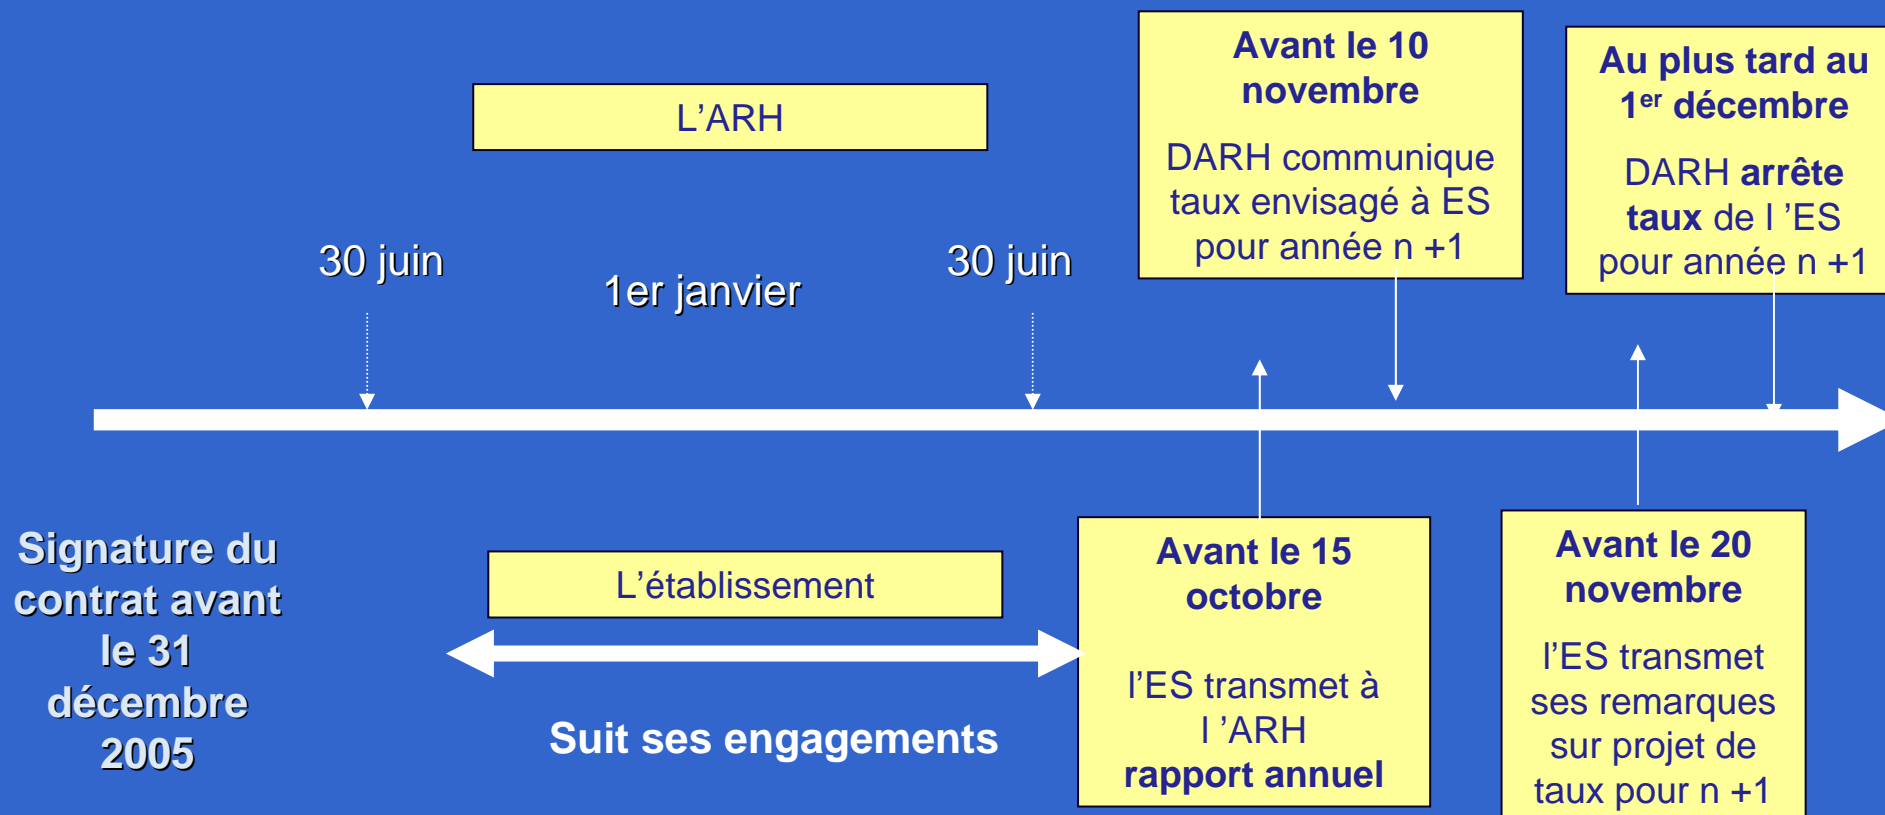 L'ARH
Avant le 10
novembre
DARH communique
taux envisagé à ES
pour année n +1
Au plus tard au
1er décembre
DARH arrête
taux de l 'ES
pour année n +1
30 juin
1er janvier
30 juin
Signature du
contrat avant
le 31
décembre
2005
L'établissement
Suit ses engagements
Avant le 15
octobre
l'ES transmet à
l 'ARH
rapport annuel
Avant le 20
novembre
l'ES transmet
ses remarques
sur projet de
taux pour n +1